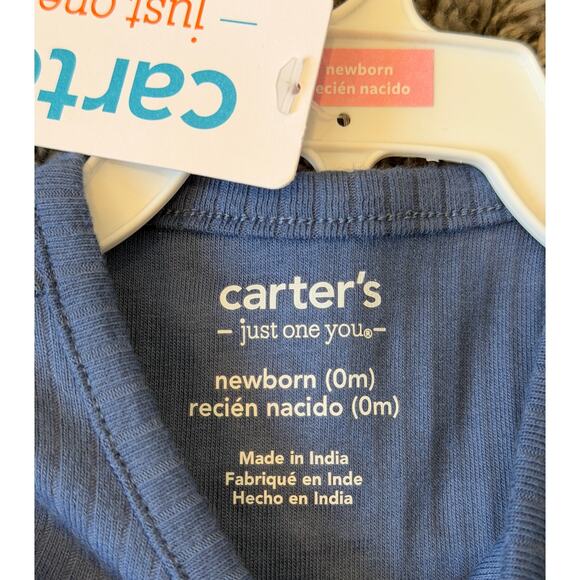 just one
carte
newborn
recién nacido
carter's
– just one you®–
newborn (0m)
recién nacido (0m)
Made in India
Fabriqué en Inde
Hecho en India